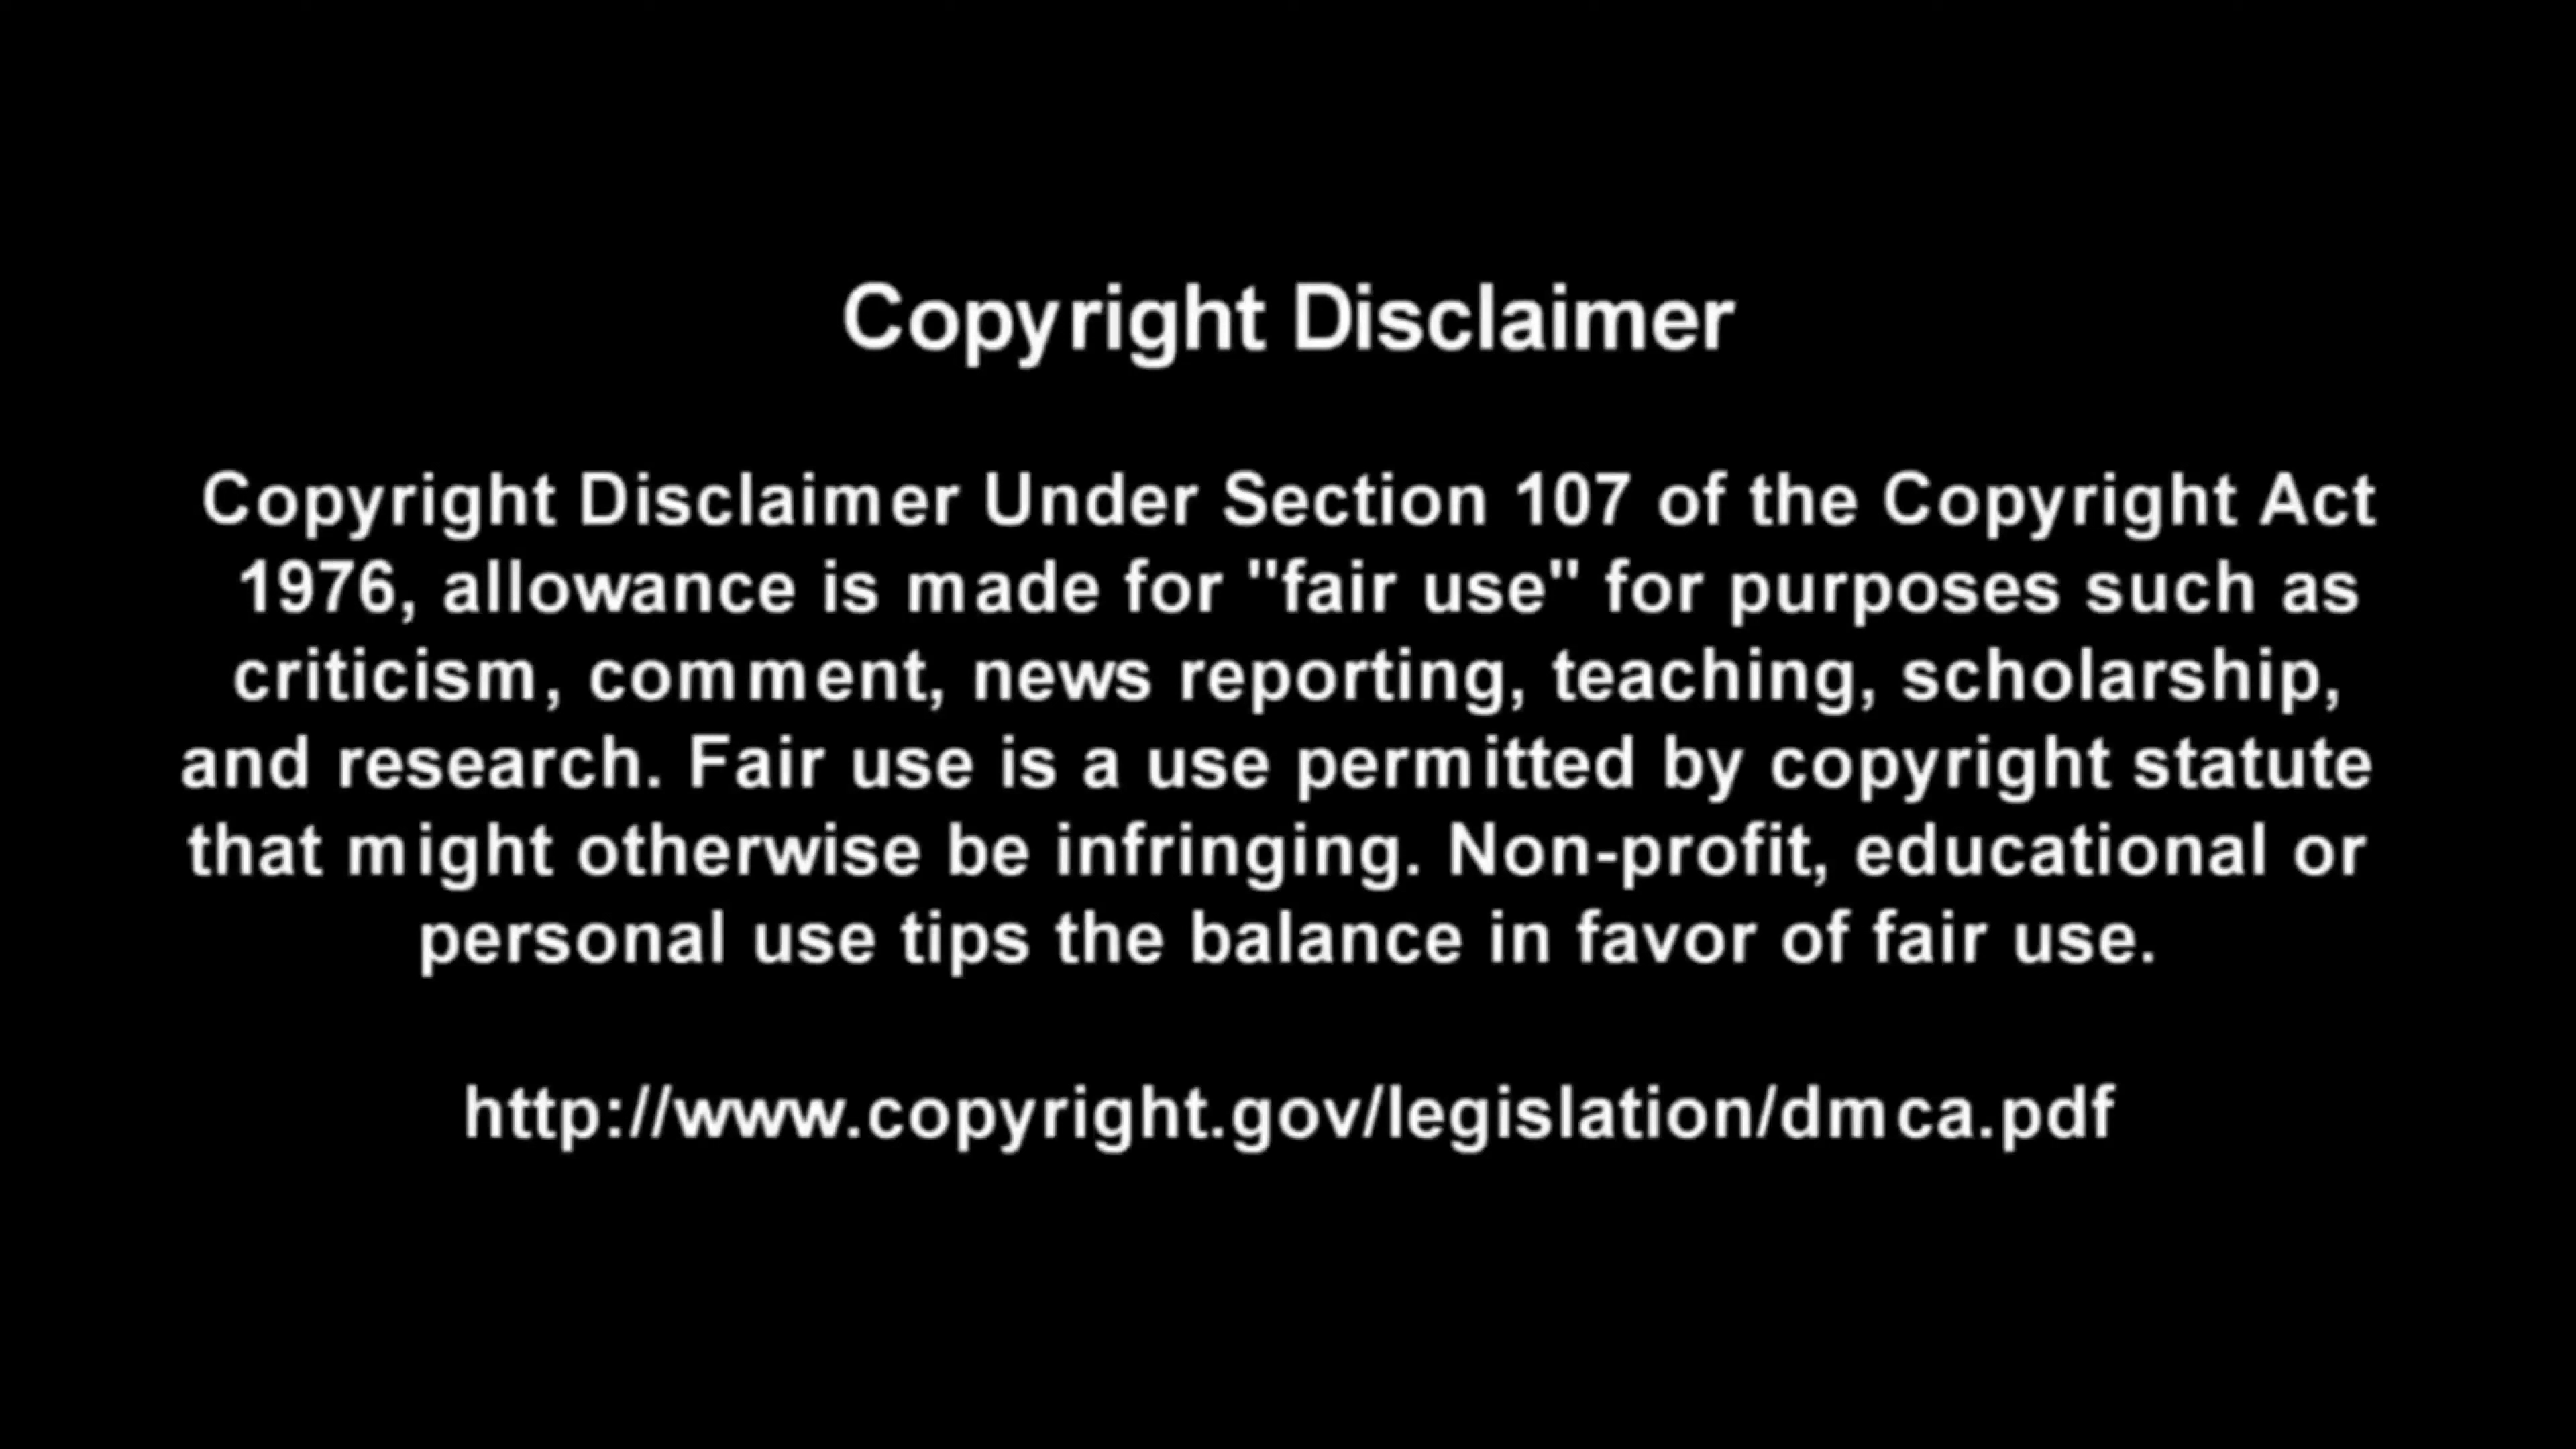 Copyright Disclaimer
Copyright Disclaimer Under Section 107 of the Copyright Act
1976, allowance is made for "fair use" for purposes such as
criticism, comment, news reporting, teaching, scholarship,
and research. Fair use is a use permitted by copyright statute
that might otherwise be infringing. Non-profit, educational or
personal use tips the balance in favor of fair use.
http://www.copyright.gov/legislation/dmca.pdf